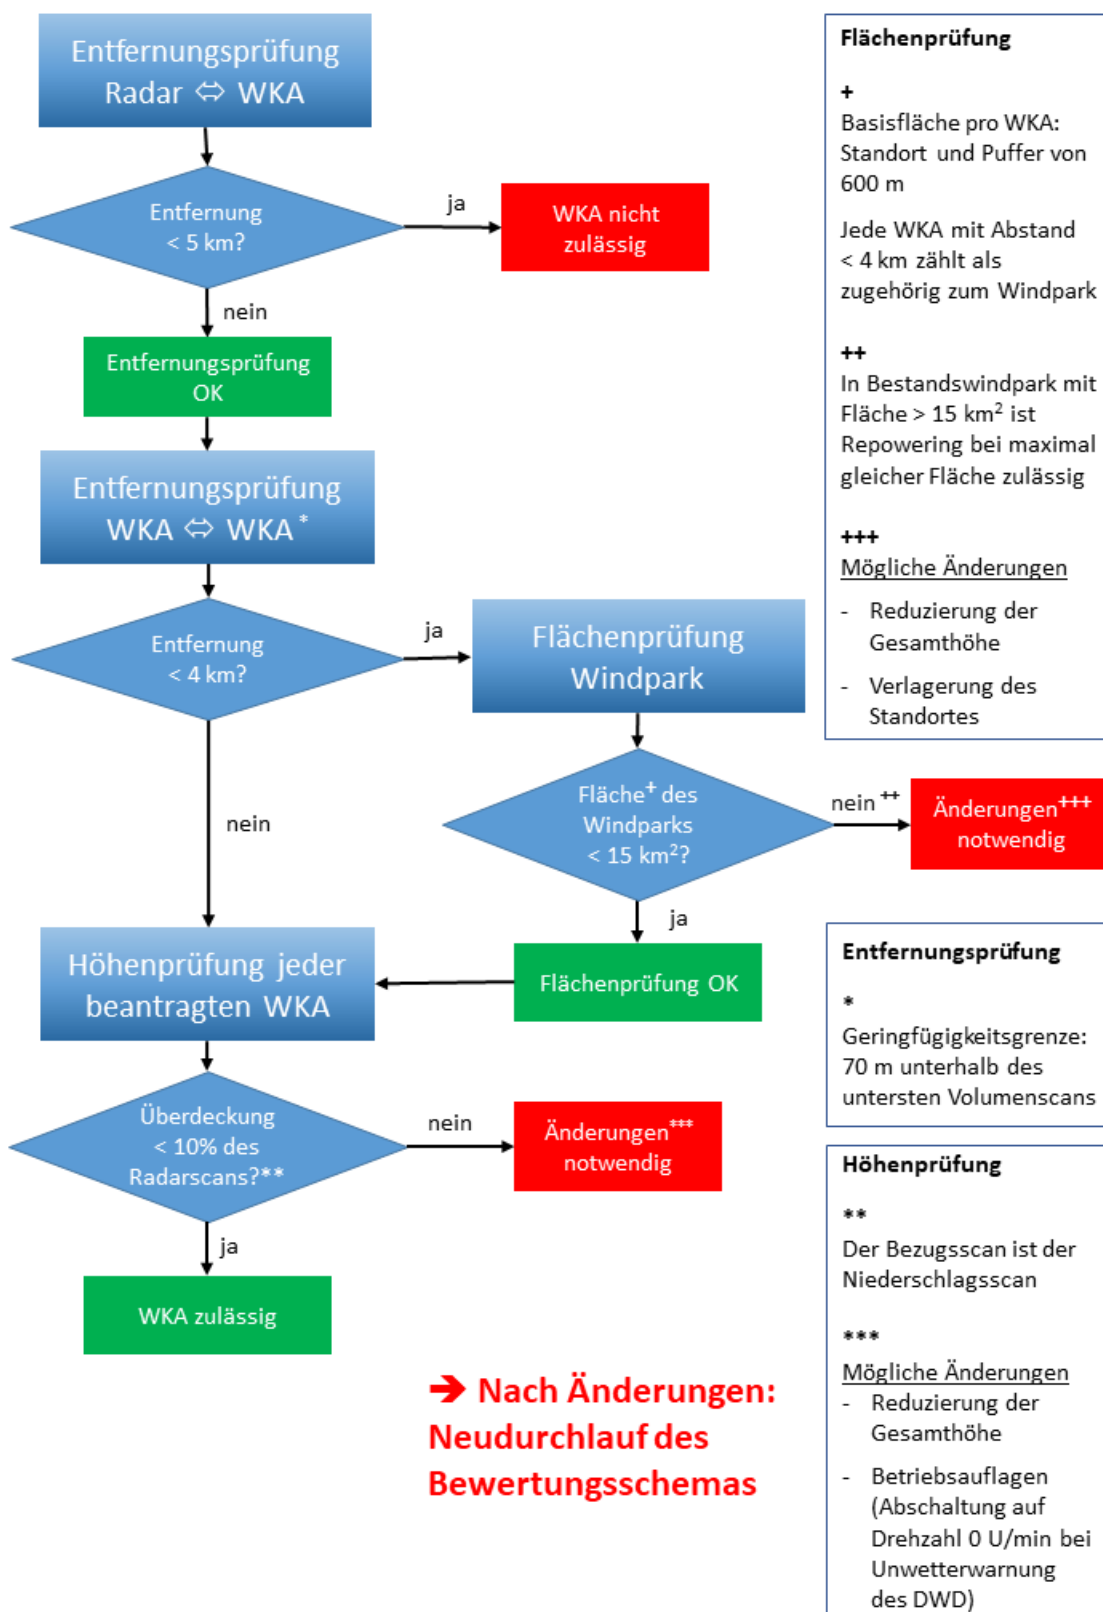 Entfernungsprüfung
Radar ⇔ WKA
Entfernung
< 5 km?
ja
WKA nicht
zulässig
nein
Entfernungsprüfung
OK
Entfernungsprüfung
WKA ⇔ WKA*
Entfernung
< 4 km?
ja
Flächenprüfung
Windpark
nein
Fläche⁺ des
Windparks
< 15 km²?
nein ⁺⁺
Änderungen⁺⁺⁺
notwendig
ja
Flächenprüfung OK
Höhenprüfung jeder
beantragten WKA
Überdeckung
< 10% des
Radarscans?**
nein
Änderungen***
notwendig
ja
WKA zulässig
➔ Nach Änderungen:
Neudurchlauf des
Bewertungsschemas
Flächenprüfung
+
Basisfläche pro WKA:
Standort und Puffer von
600 m
Jede WKA mit Abstand
< 4 km zählt als
zugehörig zum Windpark
++
In Bestandswindpark mit
Fläche > 15 km² ist
Repowering bei maximal
gleicher Fläche zulässig
+++
Mögliche Änderungen
- Reduzierung der
Gesamthöhe
- Verlagerung des
Standortes
Entfernungsprüfung
*
Geringfügigkeitsgrenze:
70 m unterhalb des
untersten Volumenscans
Höhenprüfung
**
Der Bezugsscan ist der
Niederschlagsscan
***
Mögliche Änderungen
- Reduzierung der
Gesamthöhe
- Betriebsauflagen
(Abschaltung auf
Drehzahl 0 U/min bei
Unwetterwarnung
des DWD)